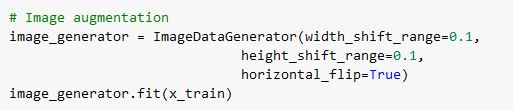 # Image augmentation
image_generator = ImageDataGenerator(width_shift_range=0.1,
height_shift_range=0.1,
horizontal_flip=True)
image_generator.fit(x_train)